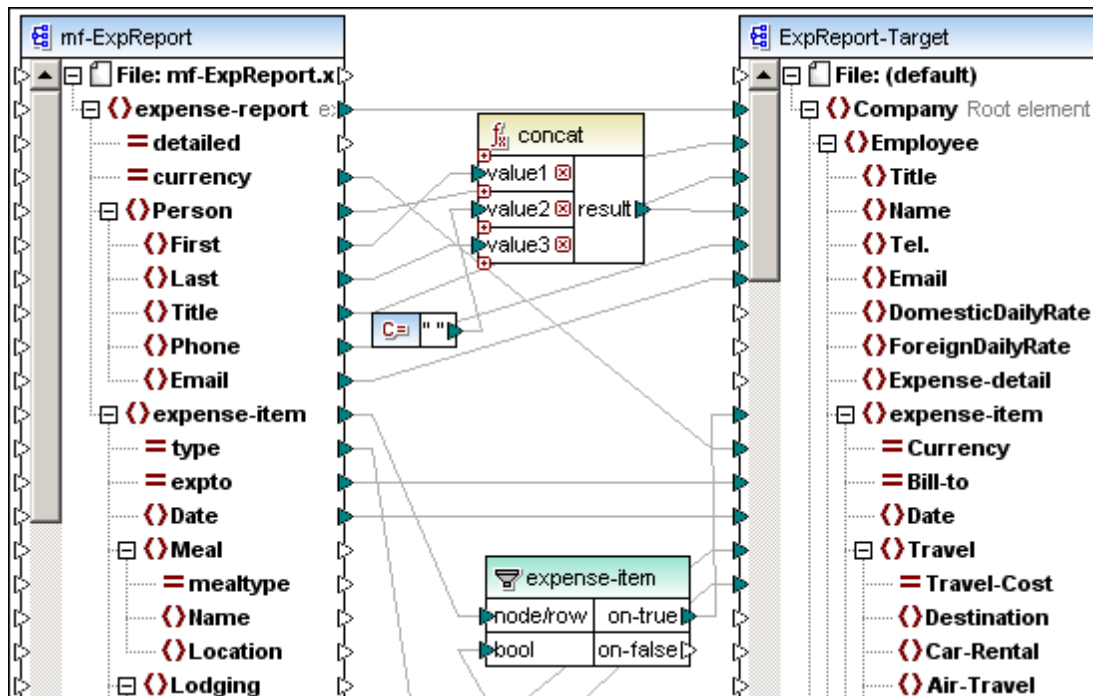 mf-ExpReport
File: mf-ExpReport.x
expense-report
detailed
currency
Person
First
Last
Title
Phone
Email
expense-item
type
expto
Date
Meal
mealtype
Name
Location
Lodging
concat
value1
value2
value3
result
C=
" "
expense-item
node/row
on-true
bool
on-false
ExpReport-Target
File: (default)
Company Root element
Employee
Title
Name
Tel.
Email
DomesticDailyRate
ForeignDailyRate
Expense-detail
expense-item
Currency
Bill-to
Date
Travel
Travel-Cost
Destination
Car-Rental
Air-Travel